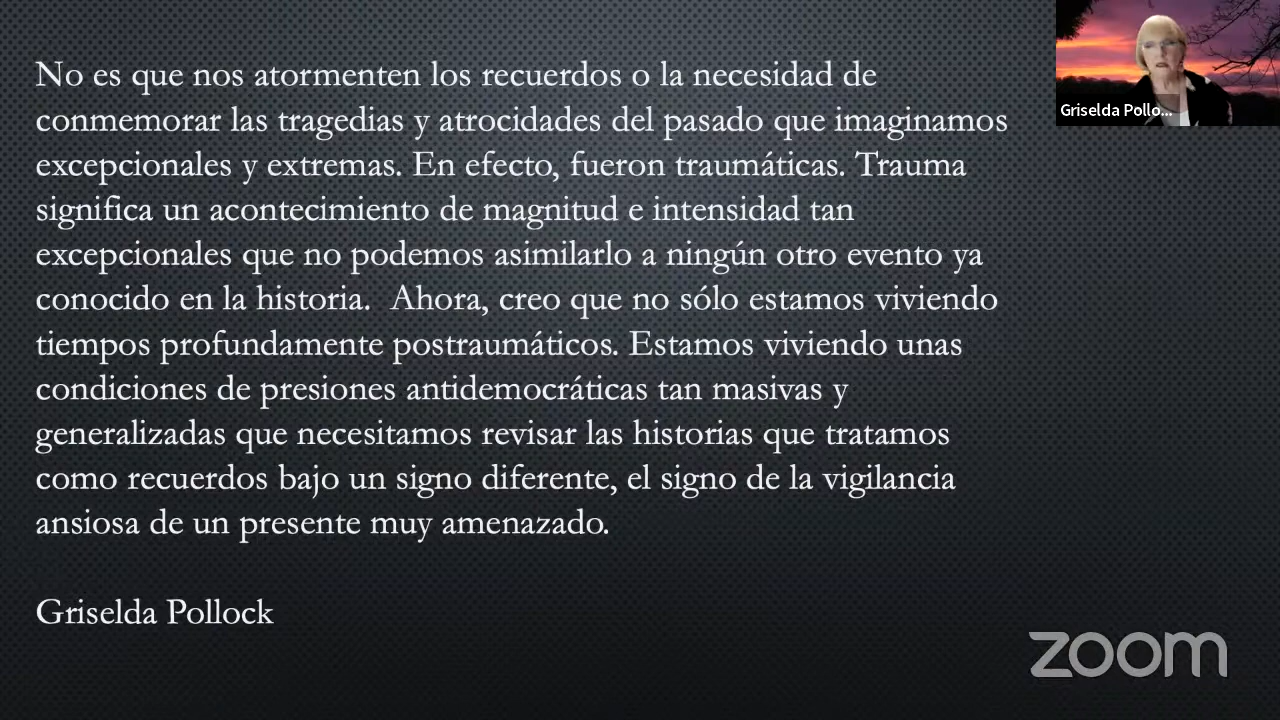 No es que nos atormenten los recuerdos o la necesidad de
conmemorar las tragedias y atrocidades del pasado que imaginamos
excepcionales y extremas. En efecto, fueron traumáticas. Trauma
significa un acontecimiento de magnitud e intensidad tan
excepcionales que no podemos asimilarlo a ningún otro evento ya
conocido en la historia.  Ahora, creo que no sólo estamos viviendo
tiempos profundamente postraumáticos. Estamos viviendo unas
condiciones de presiones antidemocráticas tan masivas y
generalizadas que necesitamos revisar las historias que tratamos
como recuerdos bajo un signo diferente, el signo de la vigilancia
ansiosa de un presente muy amenazado.
Griselda Pollock
Griselda Pollo...
zoom